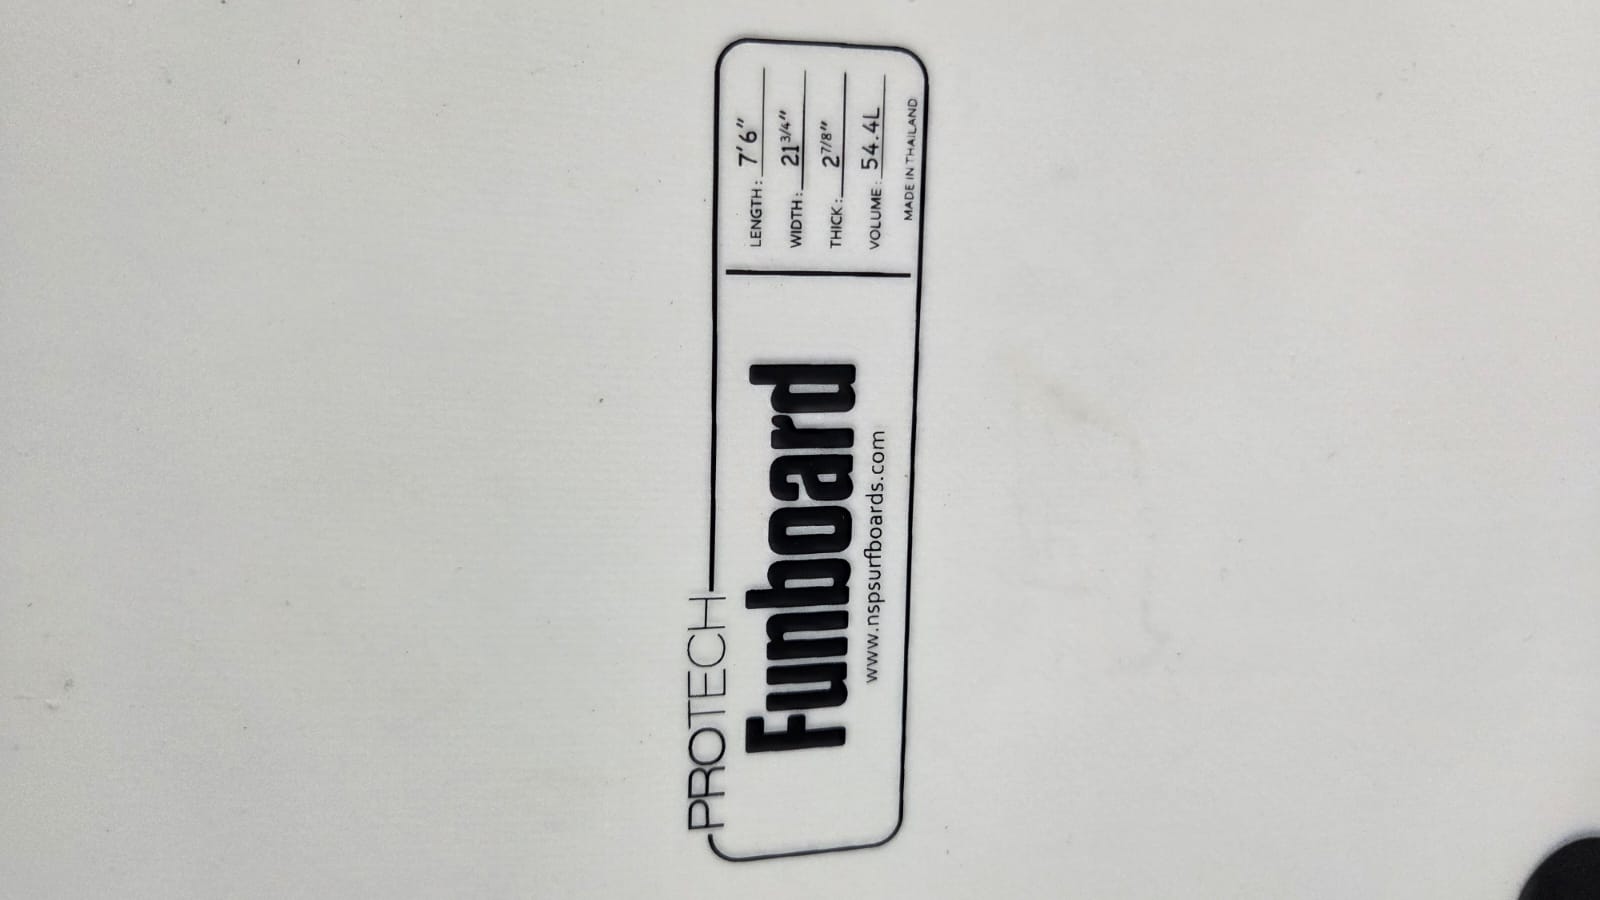 PROTECH
Funboard
www.nspsurfboards.com
LENGTH: 7'6"
WIDTH: 21 3/4"
THICK: 2 7/8"
VOLUME: 54.4L
MADE IN THAILAND